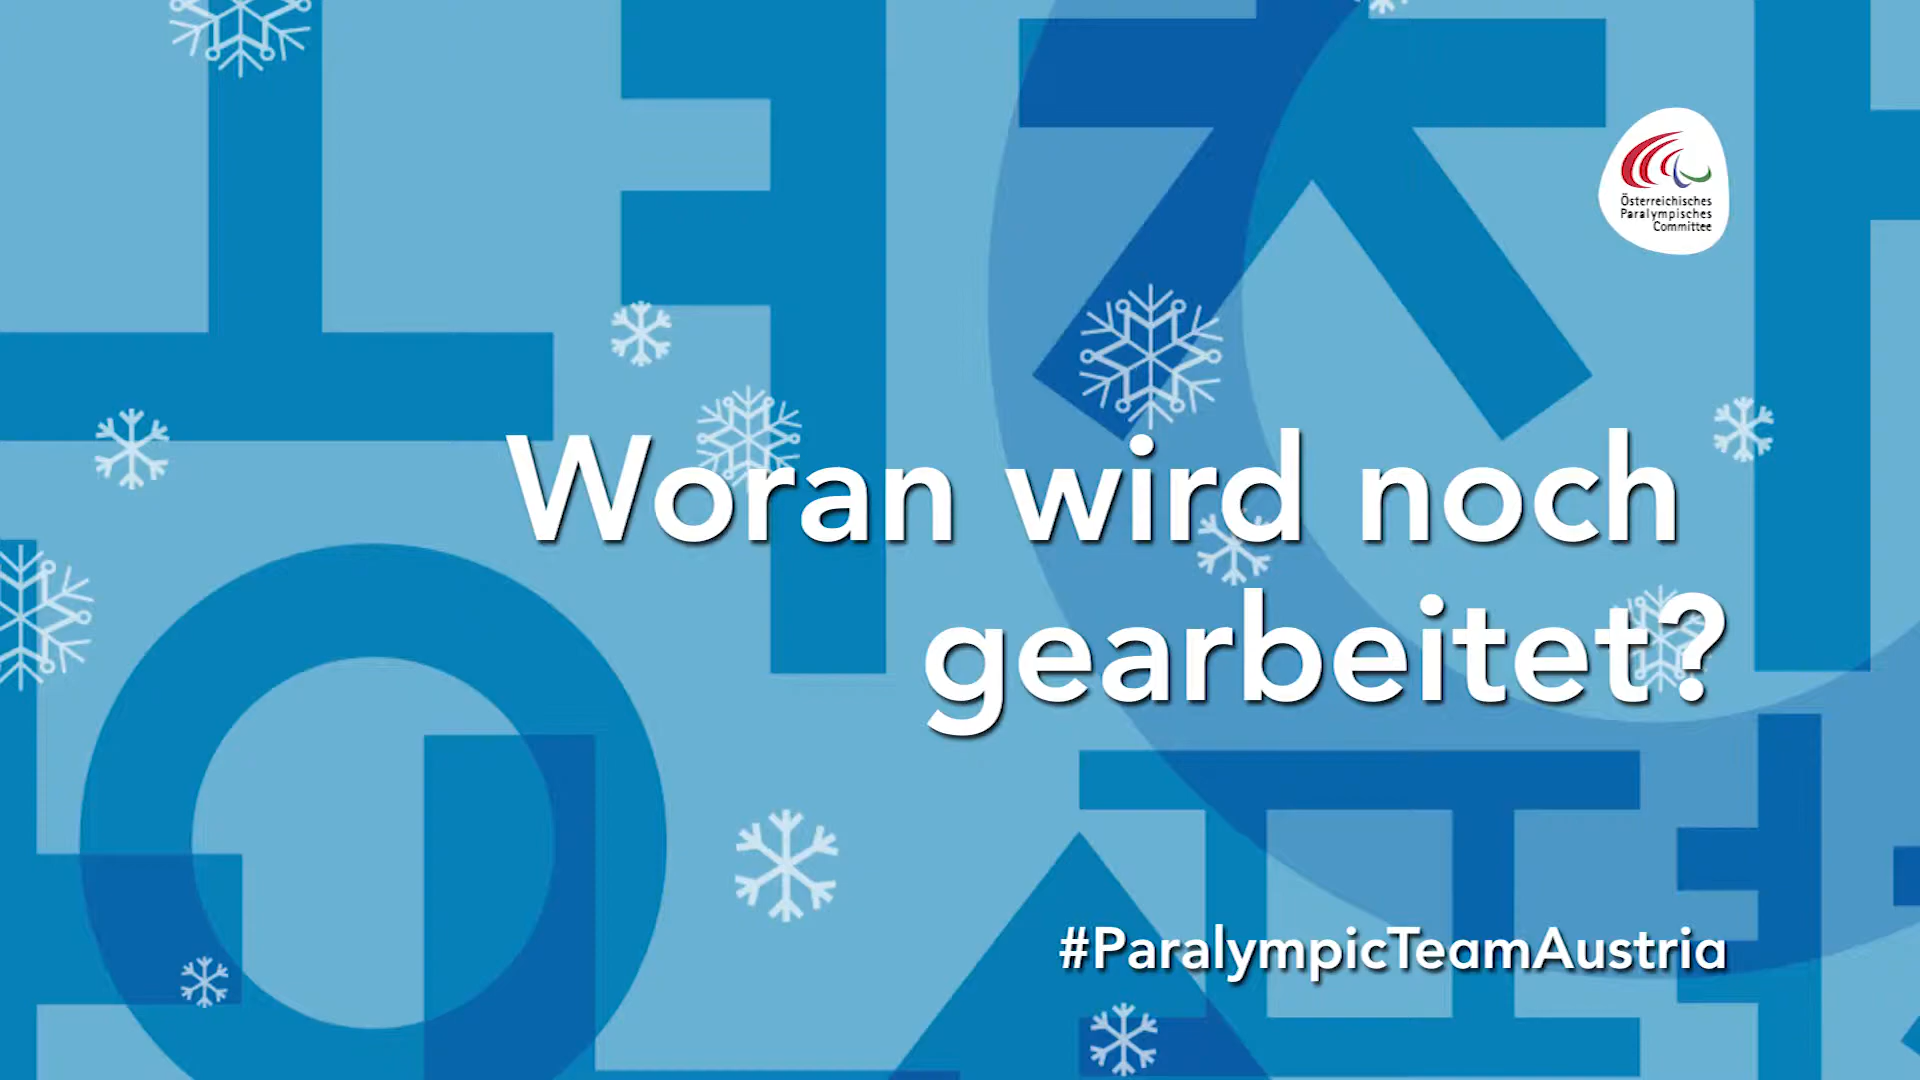 Österreichisches
Paralympisches
Committee
Woran wird noch
gearbeitet?
#ParalympicTeamAustria